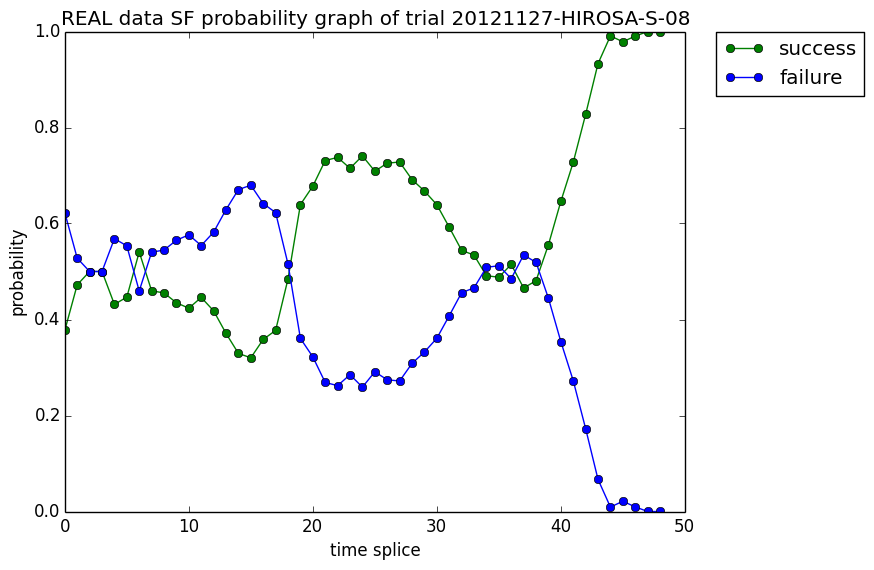 REAL data SF probability graph of trial 20121127-HIROSA-S-08
success
failure
1.0
0.8
0.6
0.4
0.2
0.0
probability
0 10 20 30 40 50
time splice